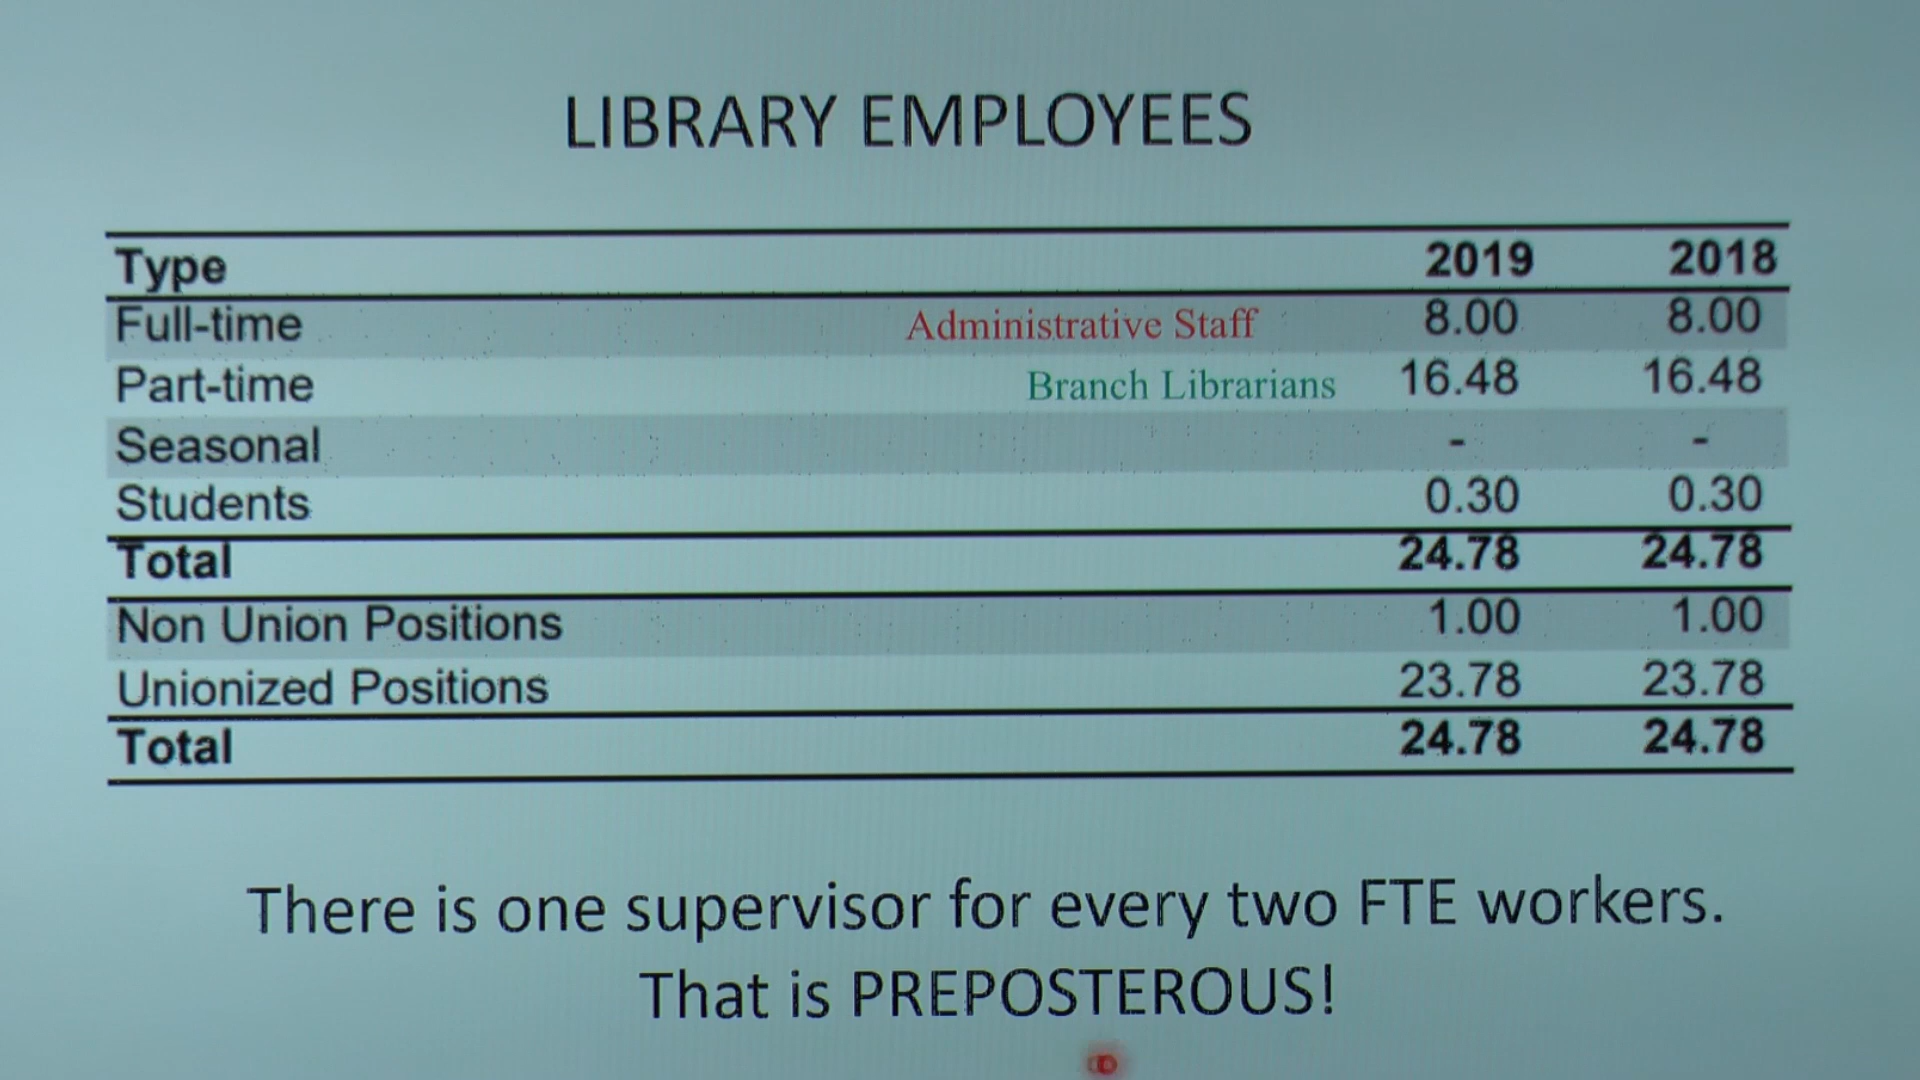 LIBRARY EMPLOYEES
Type 2019 2018
Full-time Administrative Staff 8.00 8.00
Part-time Branch Librarians 16.48 16.48
Seasonal - -
Students 0.30 0.30
Total 24.78 24.78
Non Union Positions 1.00 1.00
Unionized Positions 23.78 23.78
Total 24.78 24.78
There is one supervisor for every two FTE workers.
That is PREPOSTEROUS!